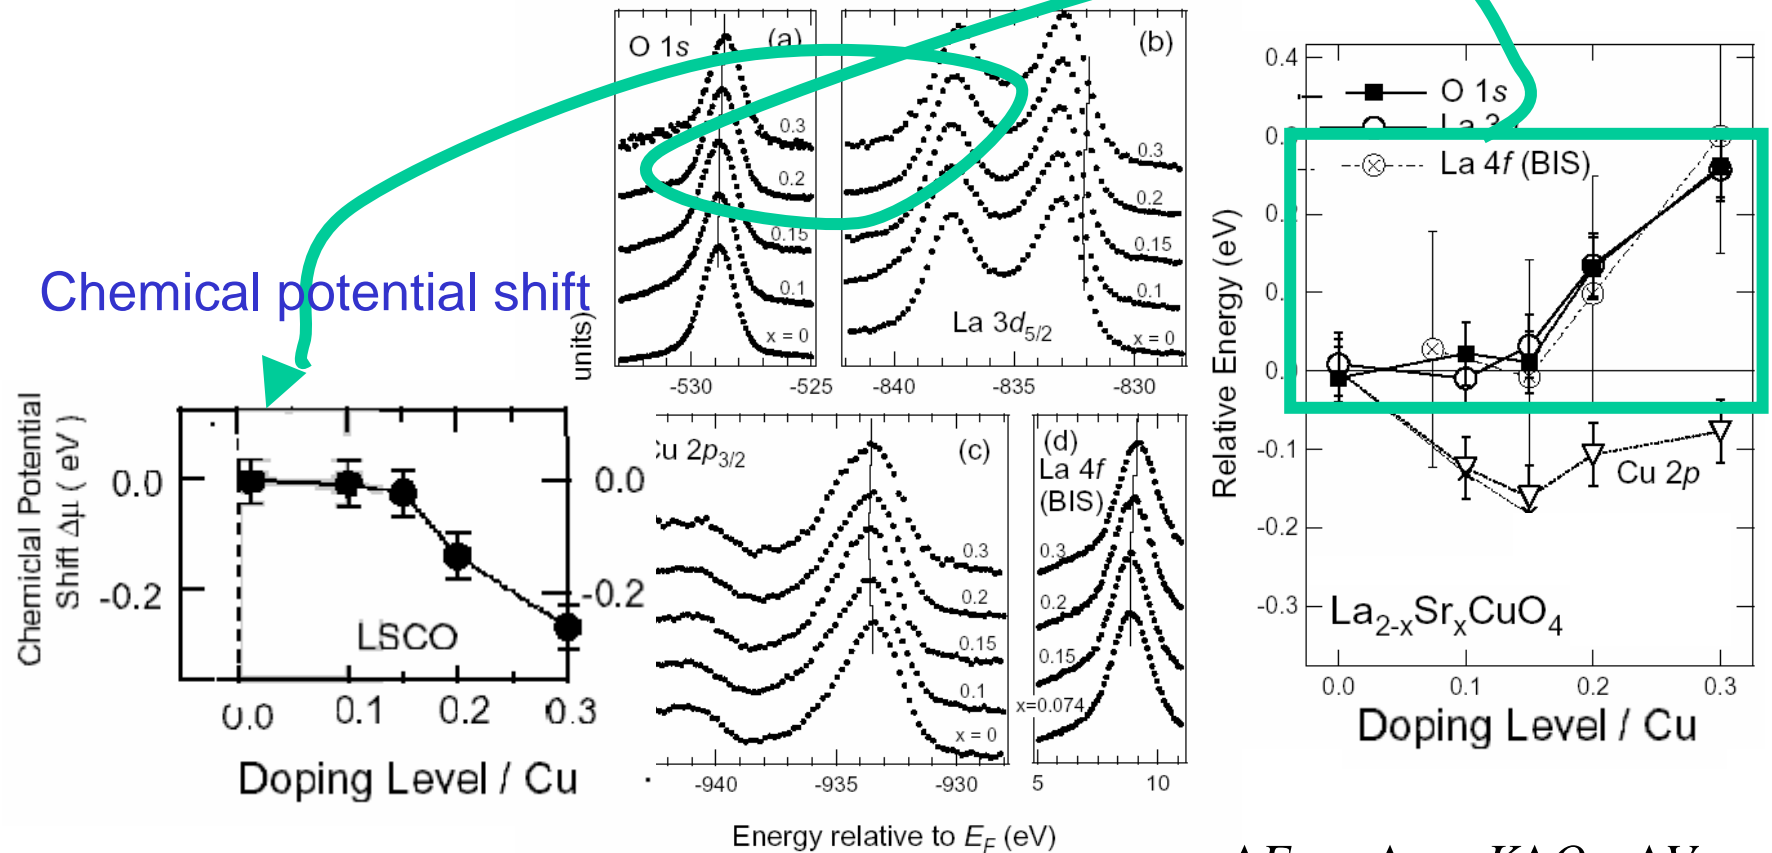 O 1s
(a)
0.3
0.2
0.15
0.1
x = 0
-530
-525
(b)
0.3
0.2
0.15
0.1
x = 0
La 3d5/2
-840
-835
-830
units)
Chemical potential shift
Chemicial Potential
Shift Δμ ( eV )
0.0
-0.2
0.0
-0.2
LSCO
0.0
0.1
0.2
0.3
Doping Level / Cu
Cu 2p3/2
(c)
0.3
0.2
0.15
0.1
x = 0
-940
-935
-930
(d)
La 4f
(BIS)
0.3
0.2
0.15
x=0.074
5
10
Energy relative to EF (eV)
0.4
O 1s
La 3d
La 4f (BIS)
Relative Energy (eV)
-0.1
-0.2
-0.3
Cu 2p
La2-xSrxCuO4
0.0
0.1
0.2
0.3
Doping Level / Cu